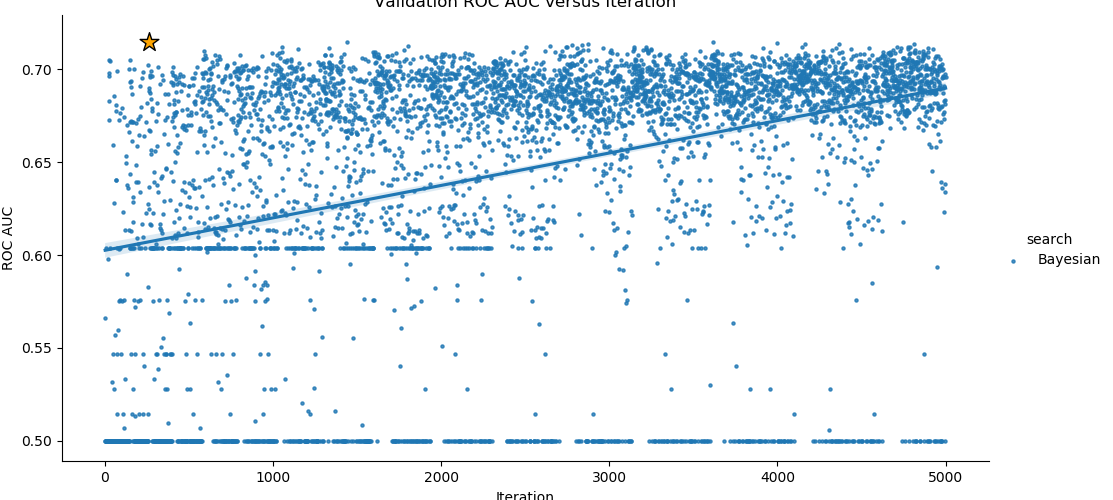 Validation ROC AUC versus Iteration
0.70
0.65
0.60
0.55
0.50
ROC AUC
0
1000
2000
3000
4000
5000
Iteration
search
Bayesian